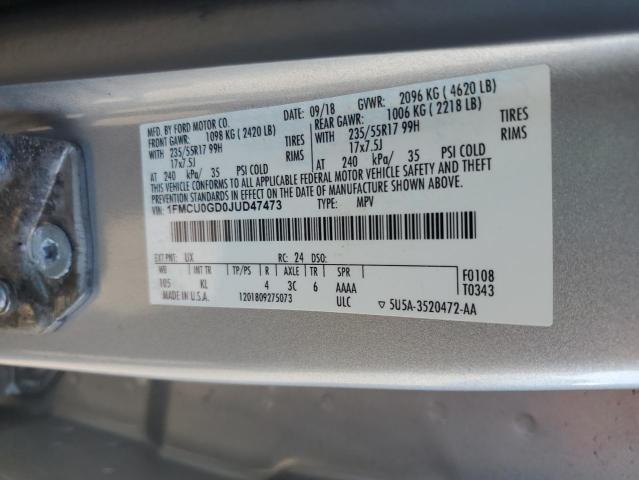 MFD. BY FORD MOTOR CO.
DATE: 09/18 GVWR: 2096 KG ( 4620 LB)
FRONT GAWR: 1098 KG ( 2420 LB) REAR GAWR: 1006 KG ( 2218 LB)
WITH 235/55R17 99H TIRES 235/55R17 99H TIRES
17x7.5J RIMS 17x7.5J RIMS
AT 240 kPa/ 35 PSI COLD AT 240 kPa/ 35 PSI COLD
THIS VEHICLE CONFORMS TO ALL APPLICABLE FEDERAL MOTOR VEHICLE SAFETY AND THEFT
PREVENTION STANDARDS IN EFFECT ON THE DATE OF MANUFACTURE SHOWN ABOVE.
VIN: 1FMCU0GD0JUD47473 TYPE: MPV
EXT PNT: UX RC: 24 DSO:
WB INT TR TP/PS R AXLE TR SPR F0108
105 KL 4 3C 6 AAAA T0343
MADE IN U.S.A. 1201809275073 ULC ▽ 5U5A-3520472-AA